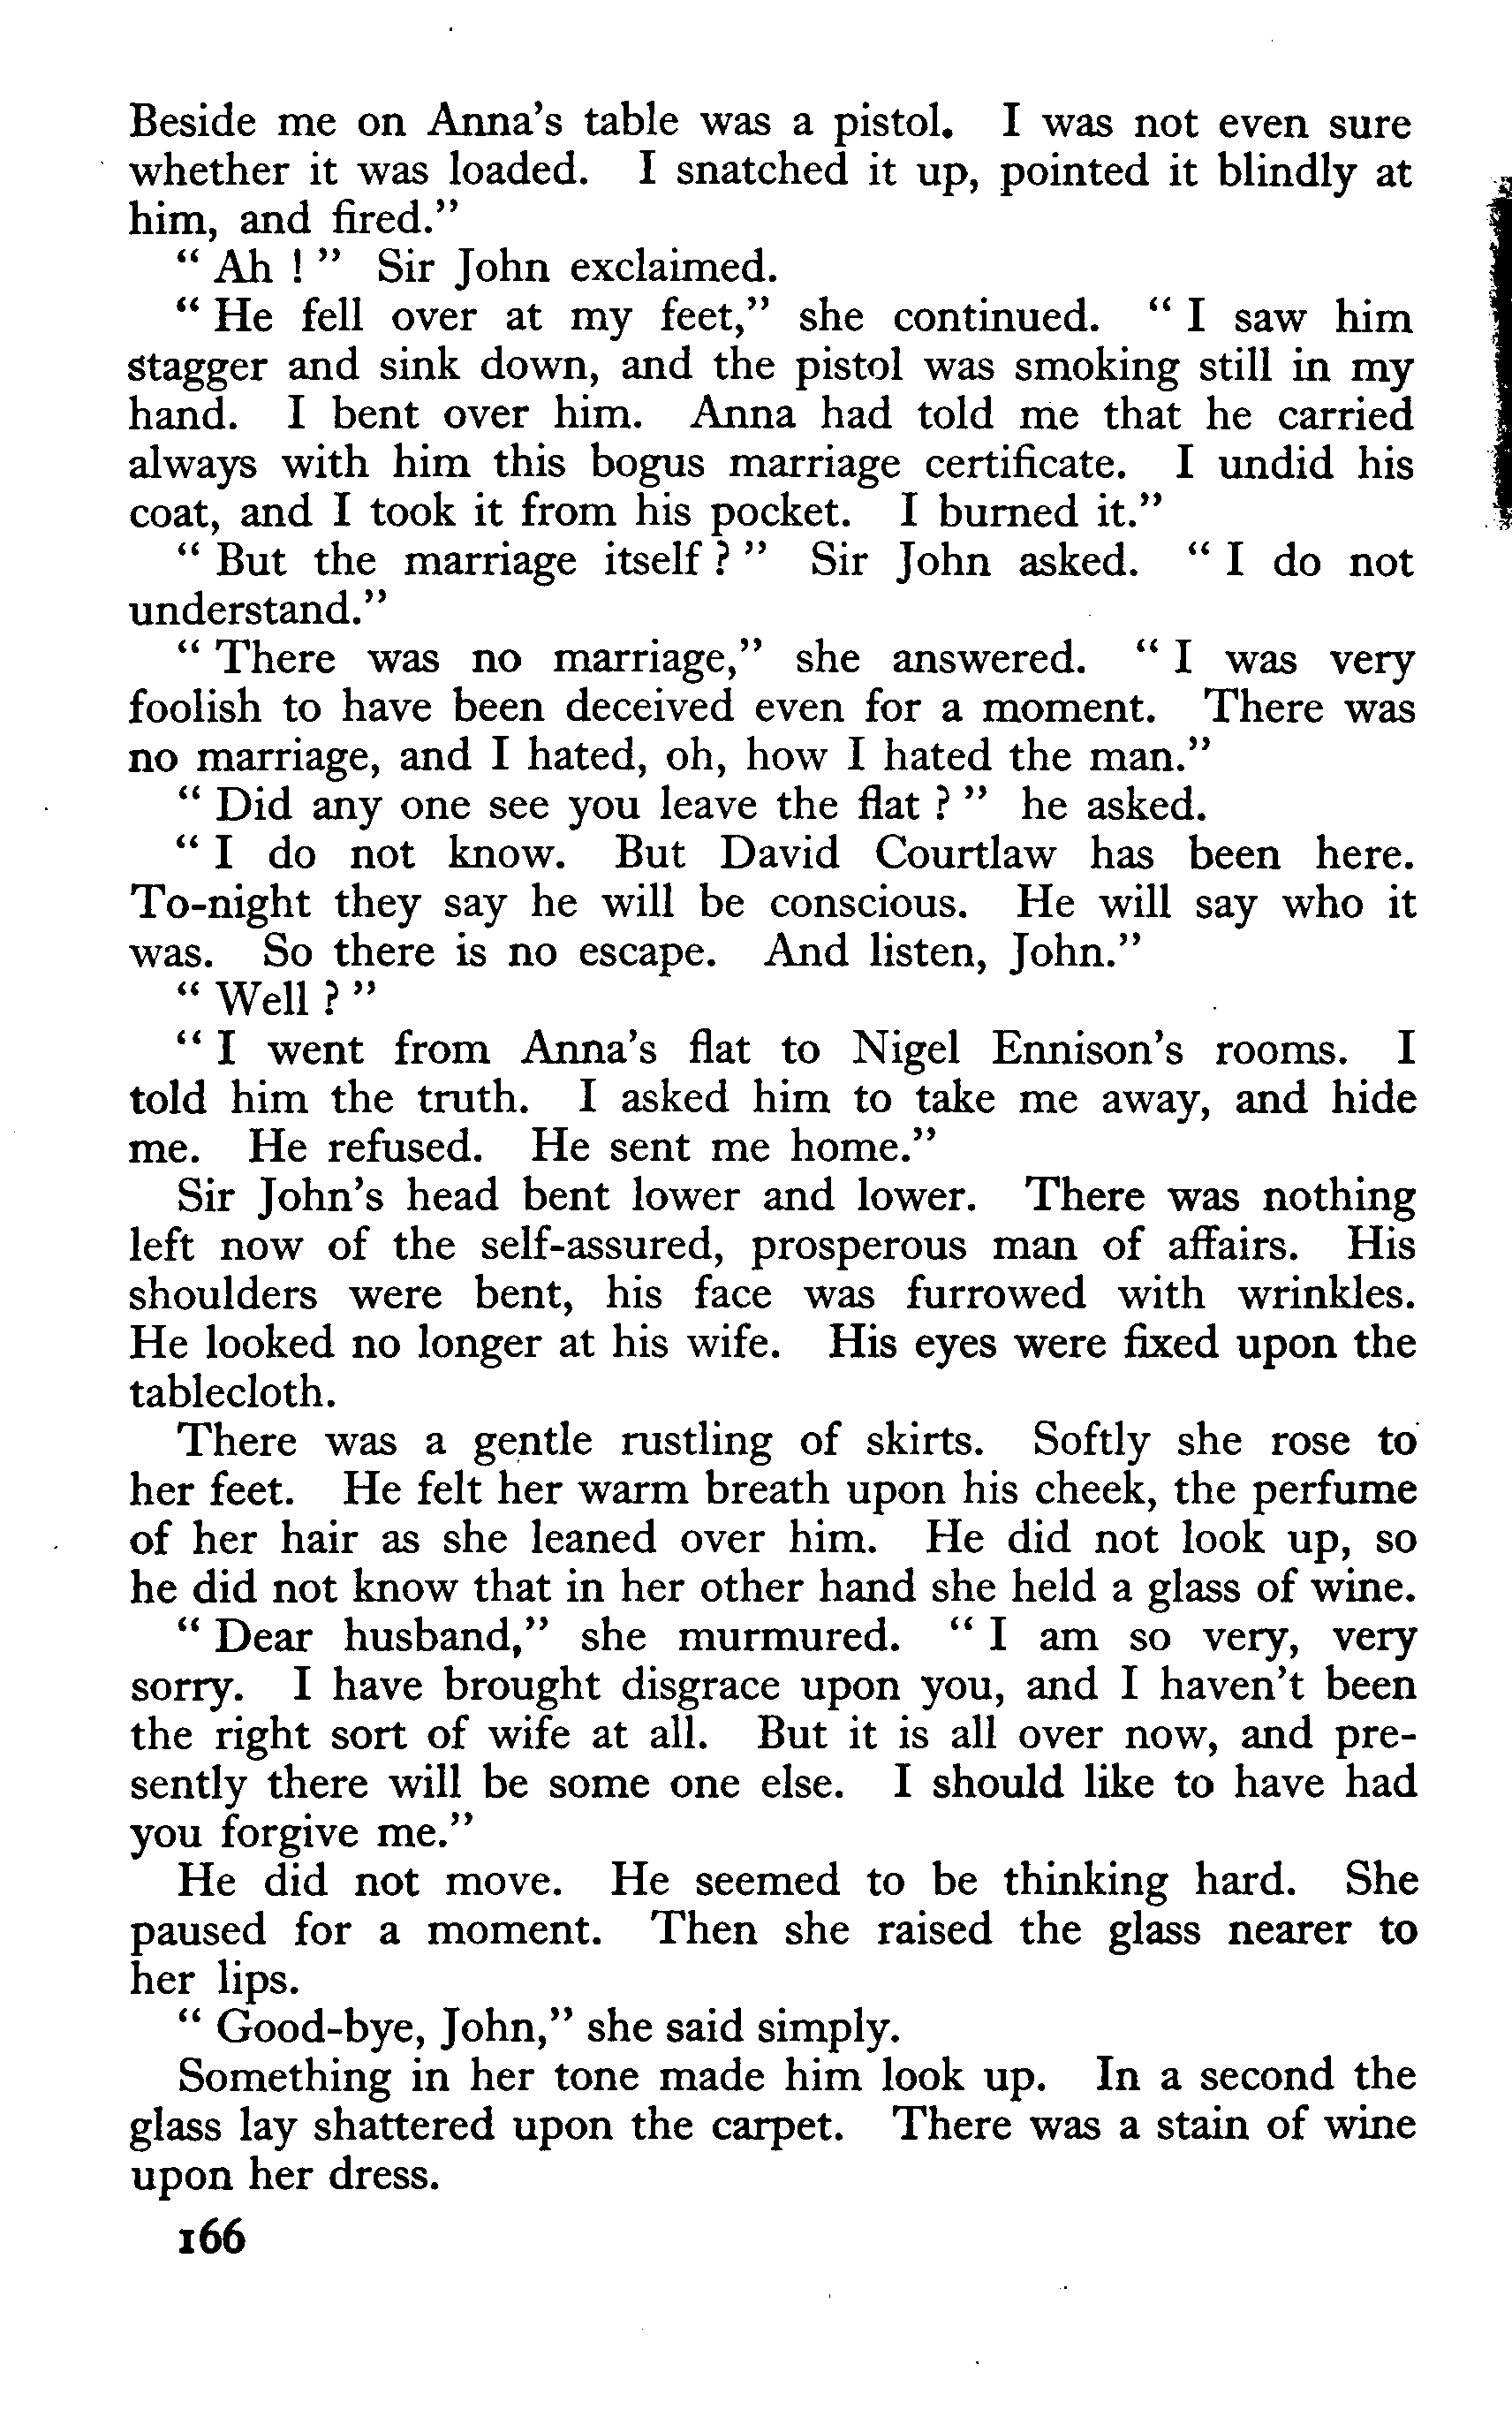 Beside me on Anna's table was a pistol. I was not even sure
whether it was loaded. I snatched it up, pointed it blindly at
him, and fired."
" Ah ! " Sir John exclaimed.
" He fell over at my feet," she continued. " I saw him
stagger and sink down, and the pistol was smoking still in my
hand. I bent over him. Anna had told me that he carried
always with him this bogus marriage certificate. I undid his
coat, and I took it from his pocket. I burned it."
" But the marriage itself ? " Sir John asked. " I do not
understand."
" There was no marriage," she answered. " I was very
foolish to have been deceived even for a moment. There was
no marriage, and I hated, oh, how I hated the man."
" Did any one see you leave the flat ? " he asked.
" I do not know. But David Courtlaw has been here.
To-night they say he will be conscious. He will say who it
was. So there is no escape. And listen, John."
" Well ? "
" I went from Anna's flat to Nigel Ennison's rooms. I
told him the truth. I asked him to take me away, and hide
me. He refused. He sent me home."
Sir John's head bent lower and lower. There was nothing
left now of the self-assured, prosperous man of affairs. His
shoulders were bent, his face was furrowed with wrinkles.
He looked no longer at his wife. His eyes were fixed upon the
tablecloth.
There was a gentle rustling of skirts. Softly she rose to
her feet. He felt her warm breath upon his cheek, the perfume
of her hair as she leaned over him. He did not look up, so
he did not know that in her other hand she held a glass of wine.
" Dear husband," she murmured. " I am so very, very
sorry. I have brought disgrace upon you, and I haven't been
the right sort of wife at all. But it is all over now, and pre-
sently there will be some one else. I should like to have had
you forgive me."
He did not move. He seemed to be thinking hard. She
paused for a moment. Then she raised the glass nearer to
her lips.
" Good-bye, John," she said simply.
Something in her tone made him look up. In a second the
glass lay shattered upon the carpet. There was a stain of wine
upon her dress.
166